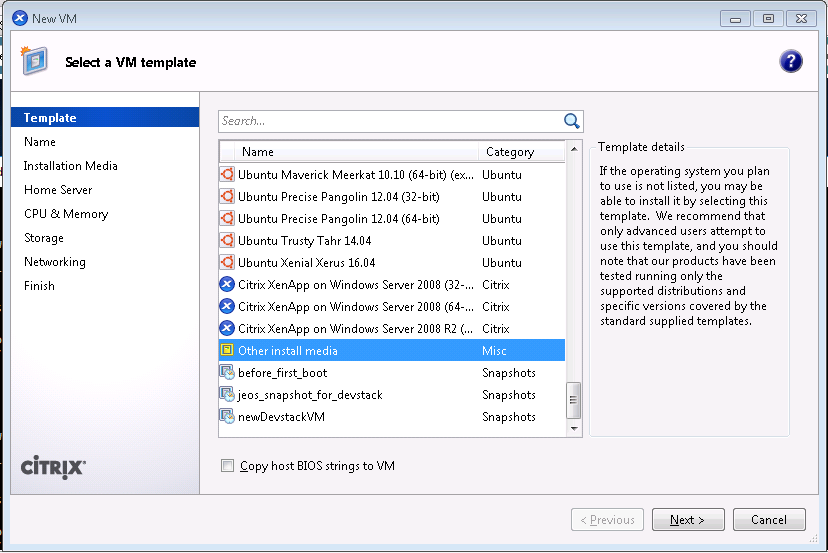 New VM
Select a VM template
?
Template
Name
Installation Media
Home Server
CPU & Memory
Storage
Networking
Finish
CİTRIX
Search...
Name Category
Ubuntu Maverick Meerkat 10.10 (64-bit) (ex... Ubuntu
Ubuntu Precise Pangolin 12.04 (32-bit) Ubuntu
Ubuntu Precise Pangolin 12.04 (64-bit) Ubuntu
Ubuntu Trusty Tahr 14.04 Ubuntu
Ubuntu Xenial Xerus 16.04 Ubuntu
Citrix XenApp on Windows Server 2008 (32-... Citrix
Citrix XenApp on Windows Server 2008 (64-... Citrix
Citrix XenApp on Windows Server 2008 R2 (... Citrix
Other install media Misc
before_first_boot Snapshots
jeos_snapshot_for_devstack Snapshots
newDevstackVM Snapshots
Copy host BIOS strings to VM
Template details
If the operating system you plan
to use is not listed, you may be
able to install it by selecting this
template. We recommend that
only advanced users attempt to
use this template, and you should
note that our products have been
tested running only the
supported distributions and
specific versions covered by the
standard supplied templates.
< Previous
Next >
Cancel